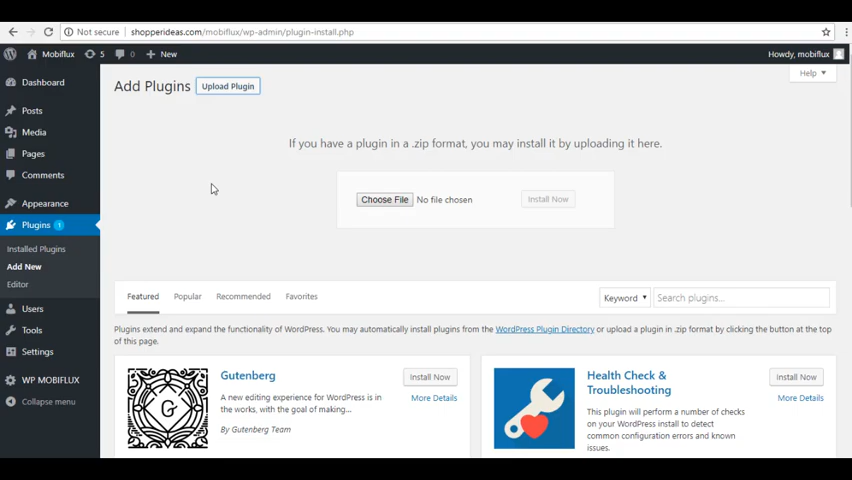 Not secure | shopperideas.com/mobiflux/wp-admin/plugin-install.php
Mobiflux 5 0 New Howdy, mobiflux
Help
Dashboard
Posts
Media
Pages
Comments
Appearance
Plugins 1
Installed Plugins
Add New
Editor
Users
Tools
Settings
WP MOBIFLUX
Collapse menu
Add Plugins Upload Plugin
If you have a plugin in a .zip format, you may install it by uploading it here.
Choose File No file chosen Install Now
Featured Popular Recommended Favorites Keyword Search plugins...
Plugins extend and expand the functionality of WordPress. You may automatically install plugins from the WordPress Plugin Directory or upload a plugin in .zip format by clicking the button at the top
of this page.
Gutenberg
Install Now
More Details
A new editing experience for WordPress is in
the works, with the goal of making...
By Gutenberg Team
G
Health Check &
Troubleshooting
Install Now
More Details
This plugin will perform a number of checks
on your WordPress install to detect
common configuration errors and known
issues.